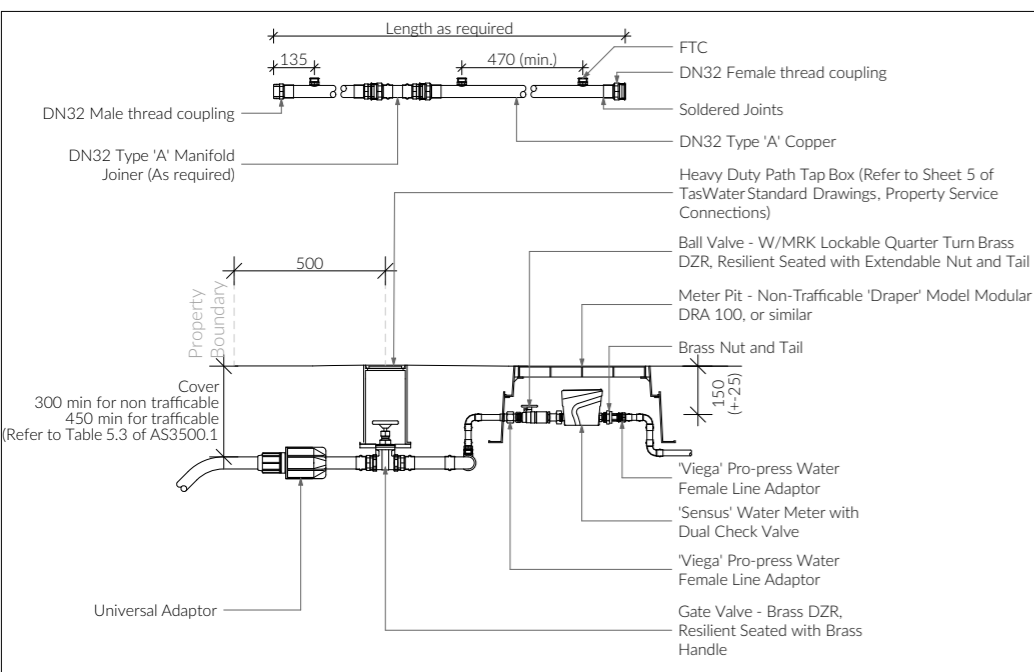 Length as required
135
470 (min.)
FTC
DN32 Female thread coupling
DN32 Male thread coupling
Soldered Joints
DN32 Type 'A' Manifold
Joiner (As required)
DN32 Type 'A' Copper
Heavy Duty Path Tap Box (Refer to Sheet 5 of
TasWater Standard Drawings, Property Service
Connections)
500
Ball Valve - W/MRK Lockable Quarter Turn Brass
DZR, Resilient Seated with Extendable Nut and Tail
Meter Pit - Non-Trafficable 'Draper' Model Modular
DRA 100, or similar
Property
Boundary
Brass Nut and Tail
150
(+-25)
Cover
300 min for non trafficable
450 min for trafficable
(Refer to Table 5.3 of AS3500.1
'Viega' Pro-press Water
Female Line Adaptor
'Sensus' Water Meter with
Dual Check Valve
'Viega' Pro-press Water
Female Line Adaptor
Universal Adaptor
Gate Valve - Brass DZR,
Resilient Seated with Brass
Handle